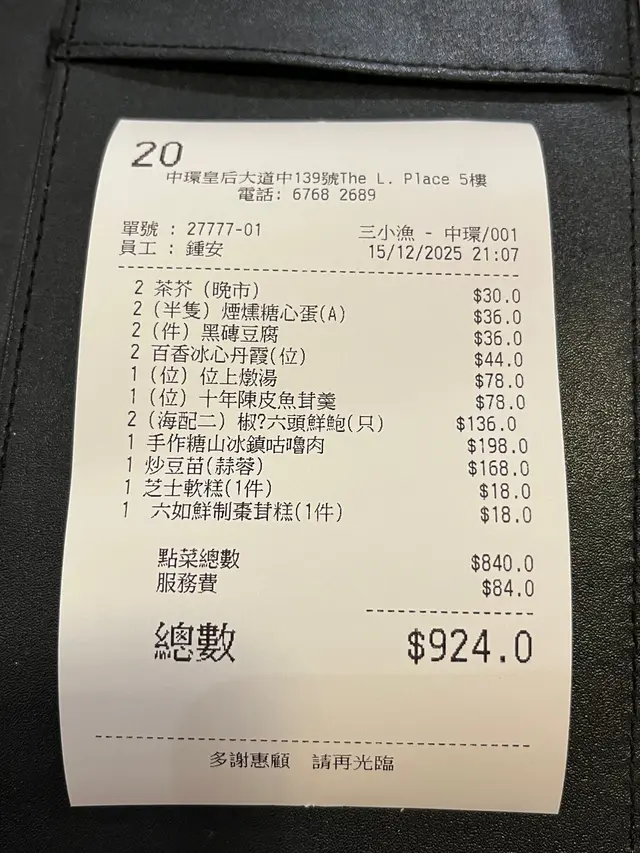 20
中環皇后大道中139號The L. Place 5樓
電話: 6768 2689
單號 : 27777-01 三小漁 - 中環/001
員工 : 鍾安 15/12/2025 21:07
2 茶芥 (晚市) $30.0
2 (半隻) 煙燻糖心蛋(A) $36.0
2 (件) 黑磚豆腐 $36.0
2 百香冰心丹霞(位) $44.0
1 (位) 位上燉湯 $78.0
1 (位) 十年陳皮魚茸羹 $78.0
2 (海配二) 椒?六頭鮮鮑(只) $136.0
1 手作糖山冰鎮咕嚕肉 $198.0
1 炒豆苗(蒜蓉) $168.0
1 芝士軟糕(1件) $18.0
1 六如鮮制棗茸糕(1件) $18.0
點菜總數 $840.0
服務費 $84.0
總數 $924.0
多謝惠顧 請再光臨